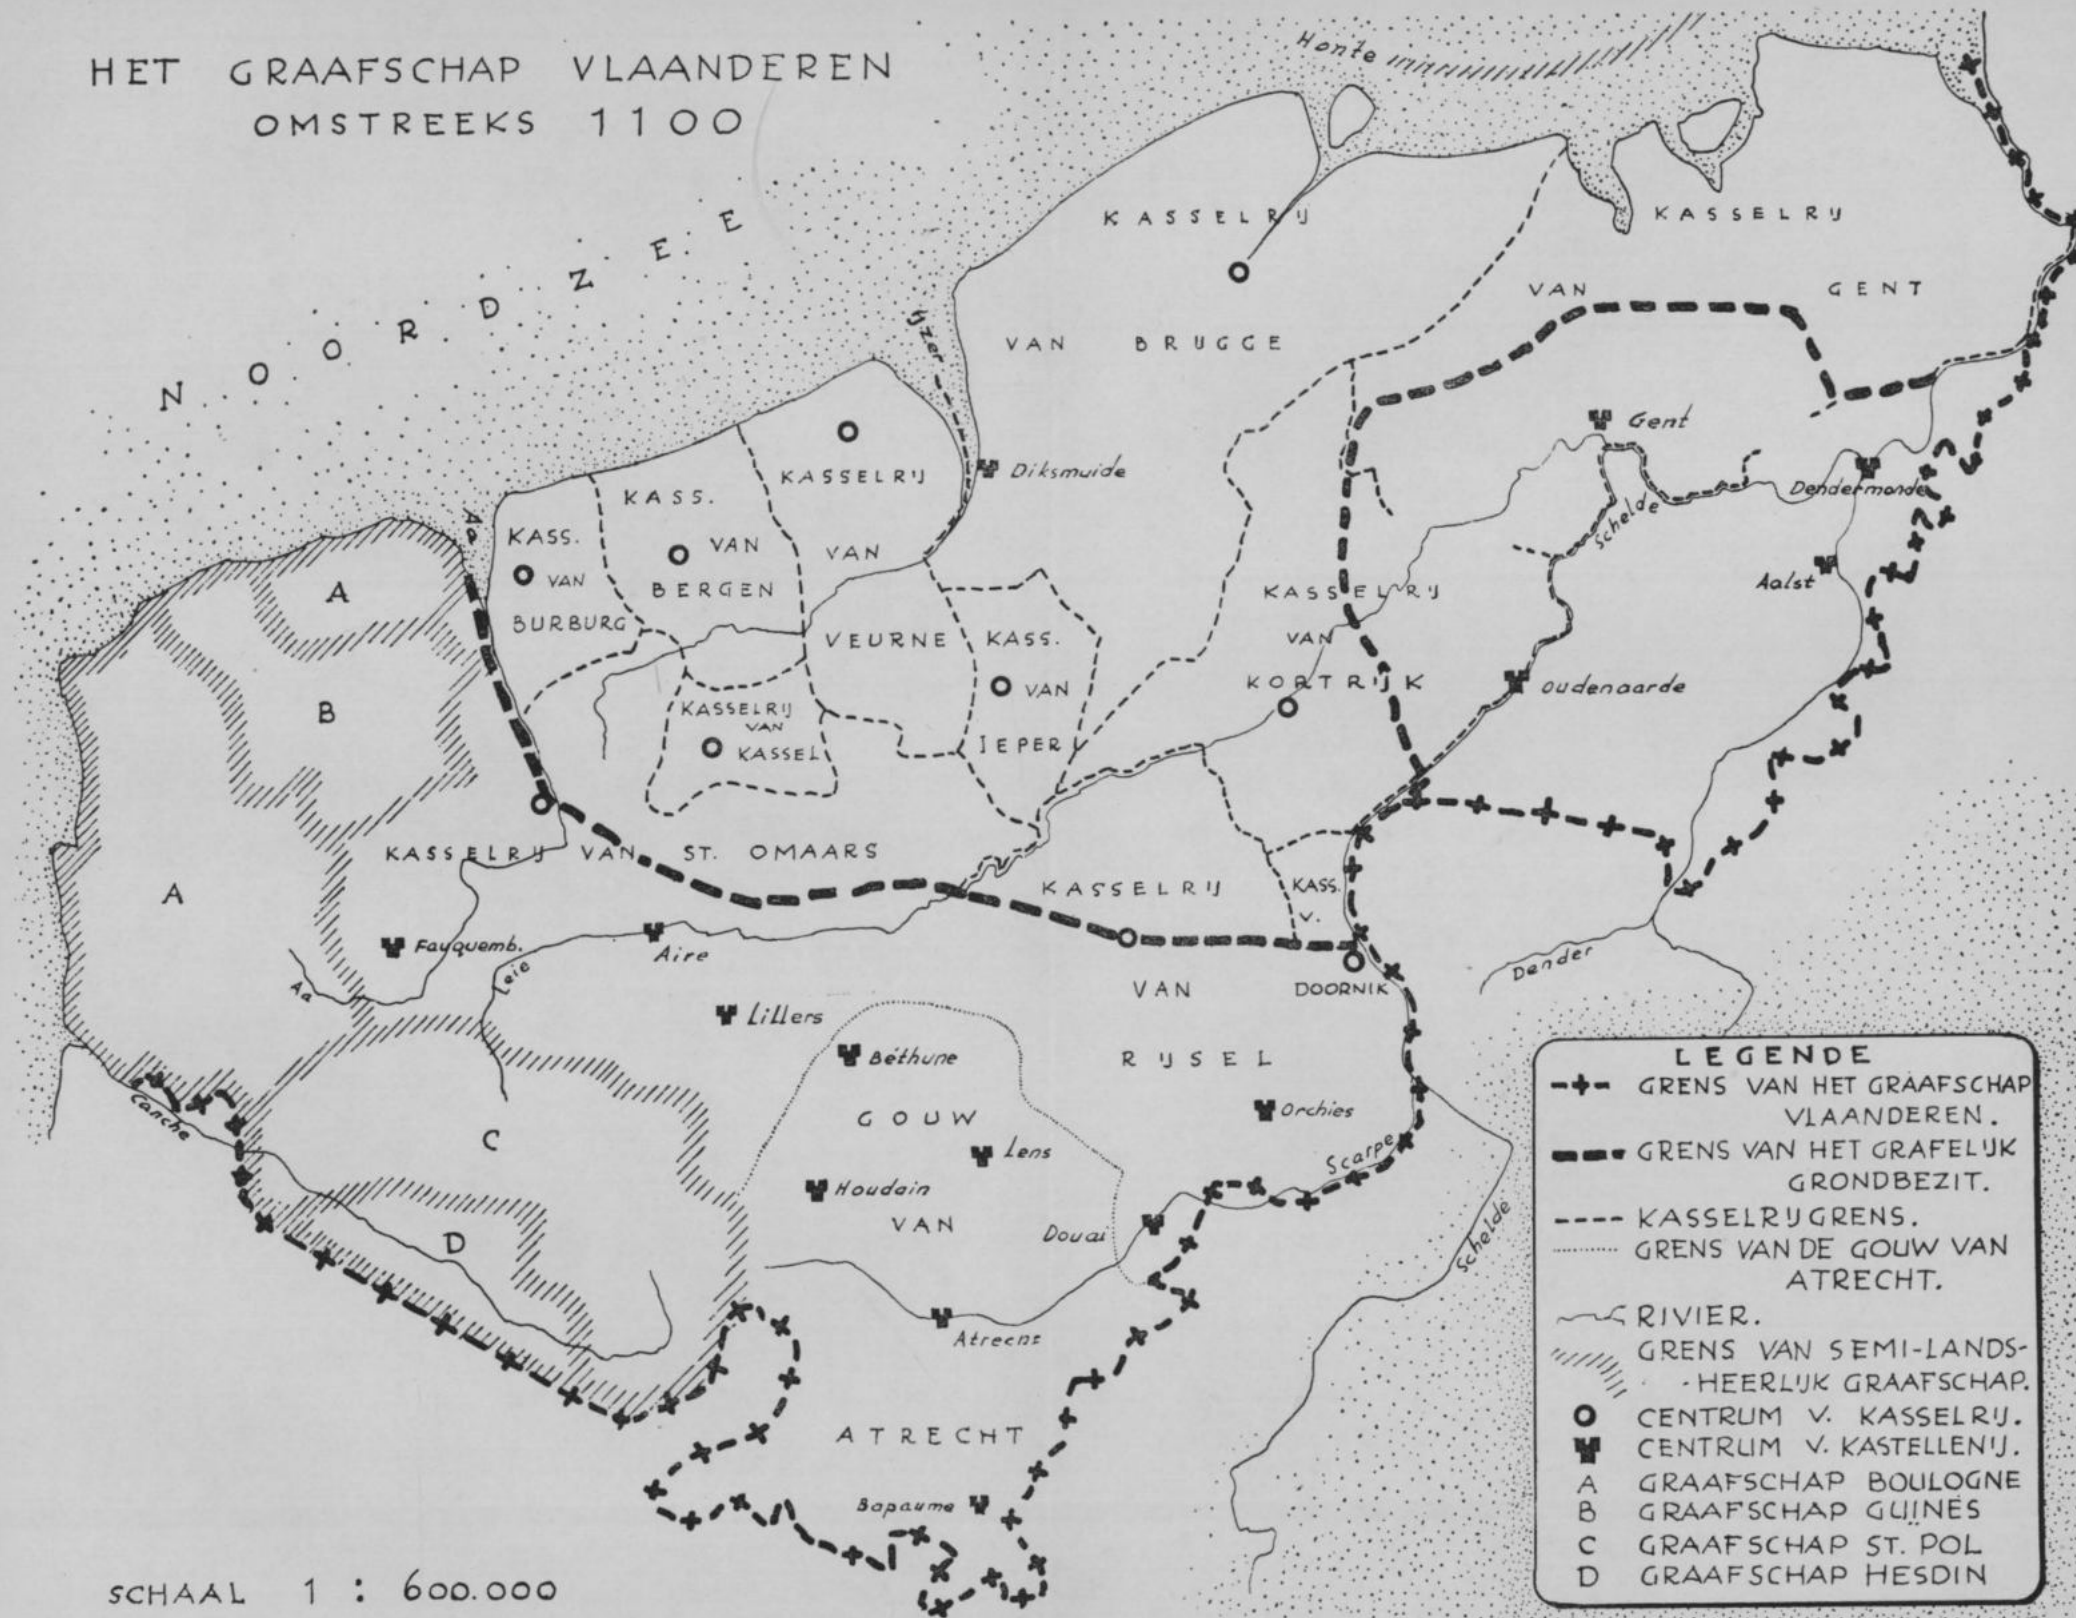 HET GRAAFSCHAP VLAANDEREN
OMSTREEKS 1100
NOORDZEE
Honte
KASSELRIJ
VAN BRUGGE
KASSELRIJ
VAN GENT
Ijzer
Diksmuide
Gent
Schelde
Dendermonde
Aalst
Oudenaarde
KASSELRIJ
VAN
VEURNE
KASS.
VAN
BERGEN
Aa
KASS.
VAN
BURBURG
KASS.
VAN
IEPER
KASSELRIJ
VAN
KASSEL
KASSELRIJ
VAN
KORTRIJK
A
B
A
KASSELRIJ VAN ST. OMAARS
KASSELRIJ
VAN
RIJSEL
KASS.
V.
DOORNIK
Fauquemb.
Aire
Leie
Aa
Lillers
Dender
Béthune
GOUW
Lens
Houdain
VAN
Orchies
Scarpe
Douai
Schelde
Canche
C
D
Atrecht
ATRECHT
Bapaume
SCHAAL 1 : 600.000
LEGENDE
GRENS VAN HET GRAAFSCHAP
VLAANDEREN.
GRENS VAN HET GRAFELIJK
GRONDBEZIT.
KASSELRIJGRENS.
GRENS VAN DE GOUW VAN
ATRECHT.
RIVIER.
GRENS VAN SEMI-LANDS-
-HEERLIJK GRAAFSCHAP.
CENTRUM V. KASSELRIJ.
CENTRUM V. KASTELLENIJ.
A GRAAFSCHAP BOULOGNE
B GRAAFSCHAP GUÏNES
C GRAAFSCHAP ST. POL
D GRAAFSCHAP HESDIN